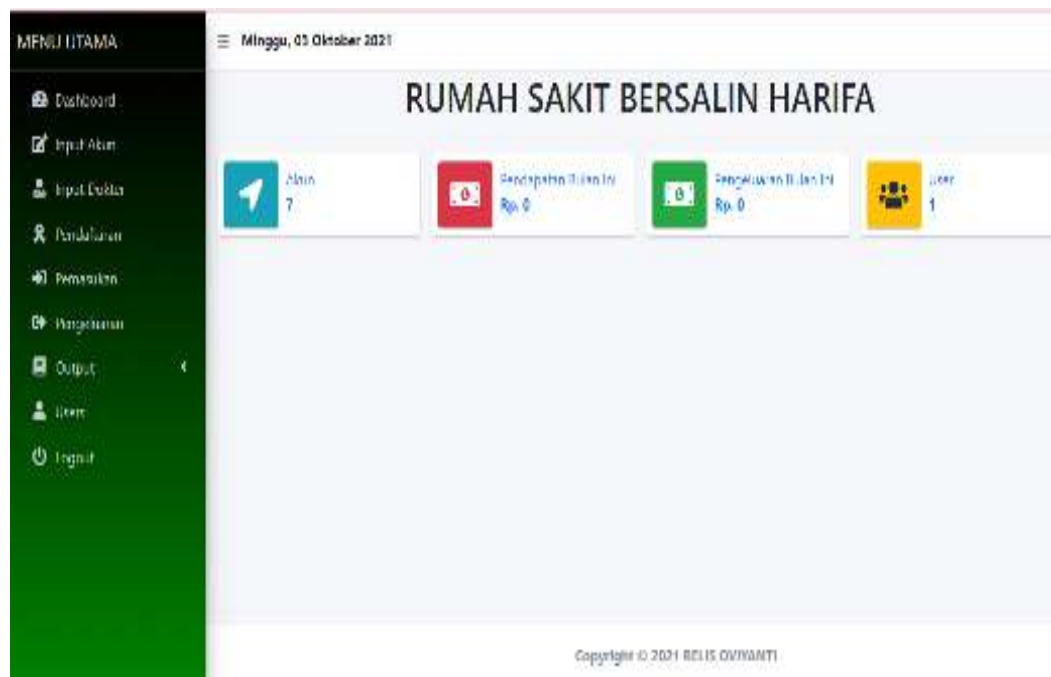 MENU UTAMA
Minggu, 03 Oktober 2021
RUMAH SAKIT BERSALIN HARIFA
Dashboard
Input Akun
Input Dokter
Pendaftaran
Pemasukan
Pengeluaran
Output
Users
Logout
Akun
7
Pendapatan Bulan Ini
Rp. 0
Pengeluaran Bulan Ini
Rp. 0
User
1
Copyright © 2021 RELIS OVIYANTI